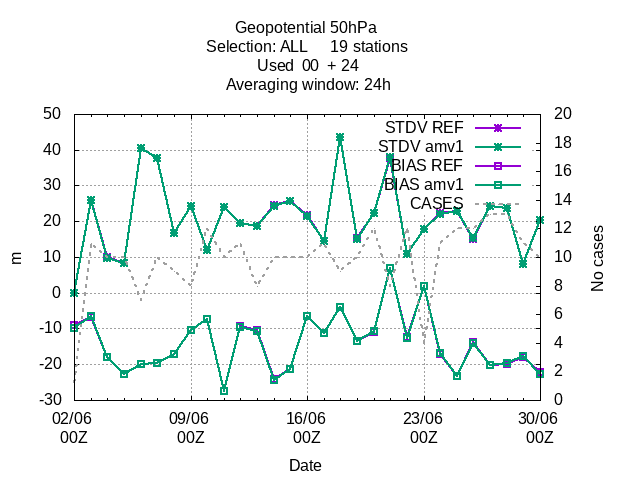 Geopotential 50hPa
Selection: ALL 19 stations
Used 00 + 24
Averaging window: 24h
50 20
STDV REF 18
40 STDV amv1
16
BIAS REF
30 BIAS amv1
14
CASES
20 12
m
No cases
10 10
0 8
6
-10
4
-20
2
-30 0
02/06 09/06 16/06 23/06 30/06
00Z 00Z 00Z 00Z 00Z
Date